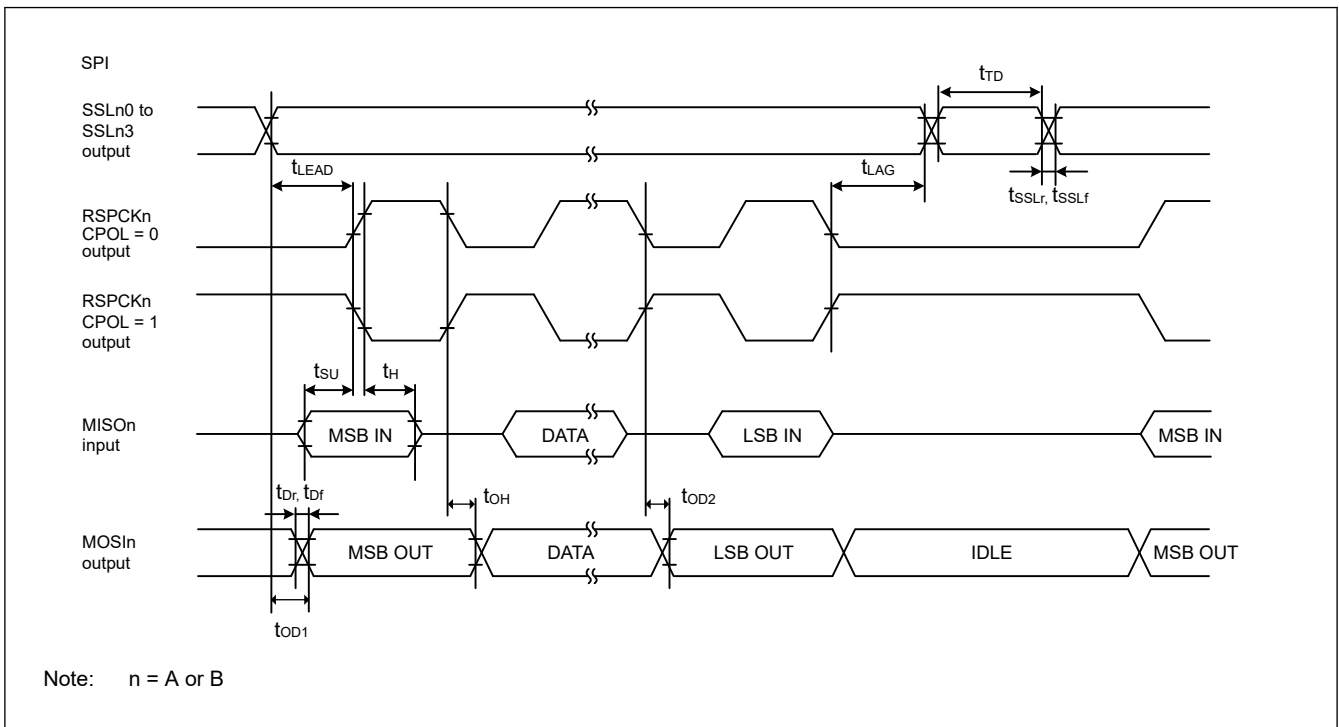 SPI
tTD
SSLn0 to
SSLn3
output
tLEAD
tLAG
tSSLr, tSSLf
RSPCKn
CPOL = 0
output
RSPCKn
CPOL = 1
output
tSU
tH
MISOn
input
MSB IN
DATA
LSB IN
MSB IN
tDr, tDf
tOH
tOD2
MOSIn
output
MSB OUT
DATA
LSB OUT
IDLE
MSB OUT
tOD1
Note: n = A or B